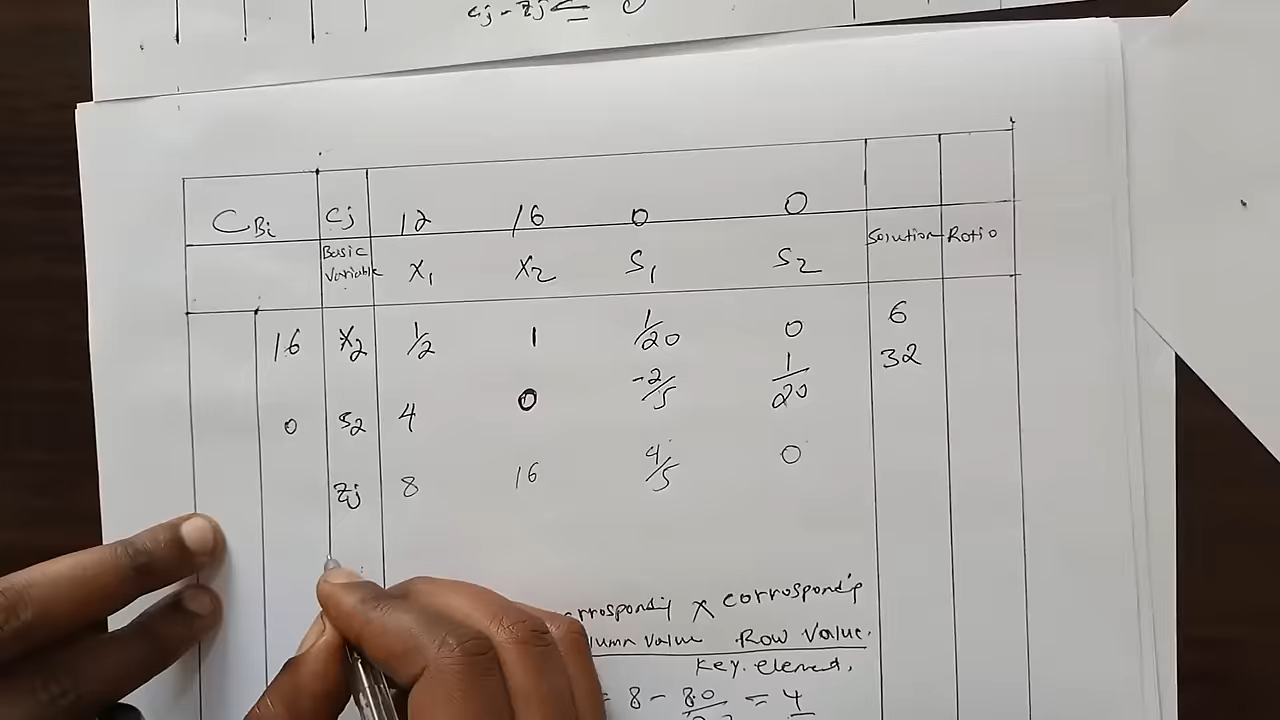 Cj - Zj ≤ 0
CBi Cj 12 16 0 0
Basic Variable X1 X2 S1 S2 Solution Ratio
16 X2 1/2 1 1/20 0 6
0 S2 4 0 -2/5 1/20 32
Zj 8 16 4/5 0
corresponding
X corrosponding
Column value Row value.
Key. element.
= 8 - 80/20 = 4